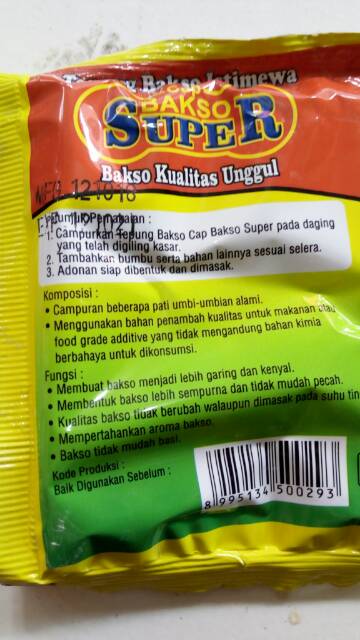 Bakso Istimewa
BAKSO
SUPER
Bakso Kualitas Unggul
MFG 121018
Petunjuk Pemakaian :
1. Campurkan Tepung Bakso Cap Bakso Super pada daging
yang telah digiling kasar.
2. Tambahkan bumbu serta bahan lainnya sesuai selera.
3. Adonan siap dibentuk dan dimasak.
Komposisi :
• Campuran beberapa pati umbi-umbian alami.
• Menggunakan bahan penambah kualitas untuk makanan atau
food grade additive yang tidak mengandung bahan kimia
berbahaya untuk dikonsumsi.
Fungsi :
• Membuat bakso menjadi lebih garing dan kenyal.
• Membentuk bakso lebih sempurna dan tidak mudah pecah.
• Kualitas bakso tidak berubah walaupun dimasak pada suhu
• Mempertahankan aroma bakso.
• Bakso tidak mudah basi.
Kode Produksi :
Baik Digunakan Sebelum :
8 995134 500293